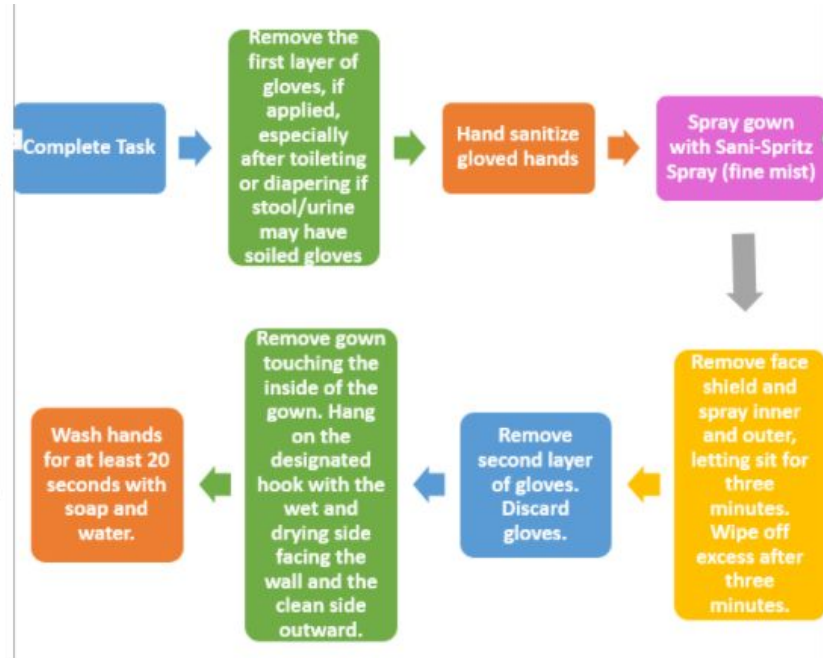 Complete Task
Remove the
first layer of
gloves, if
applied,
especially
after toileting
or diapering if
stool/urine
may have
soiled gloves
Hand sanitize
gloved hands
Spray gown
with Sani-Spritz
Spray (fine mist)
Remove face
shield and
spray inner
and outer,
letting sit for
three
minutes.
Wipe off
excess after
three
minutes.
Remove
second layer
of gloves.
Discard
gloves.
Remove gown
touching the
inside of the
gown. Hang
on the
designated
hook with the
wet and
drying side
facing the
wall and the
clean side
outward.
Wash hands
for at least 20
seconds with
soap and
water.